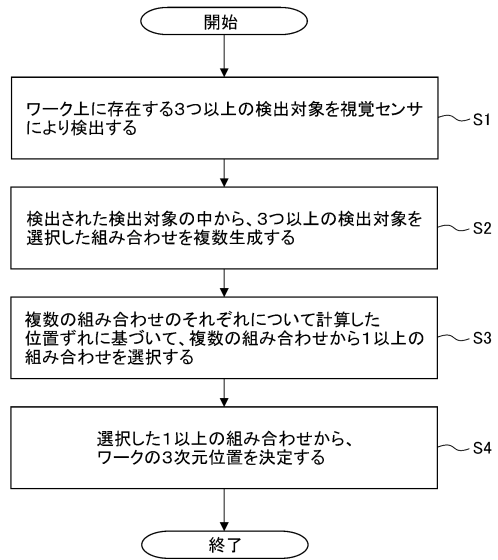 開始
ワーク上に存在する3つ以上の検出対象を視覚センサ
により検出する
S1
検出された検出対象の中から、3つ以上の検出対象を
選択した組み合わせを複数生成する
S2
複数の組み合わせのそれぞれについて計算した
位置ずれに基づいて、複数の組み合わせから1以上の
組み合わせを選択する
S3
選択した1以上の組み合わせから、
ワークの3次元位置を決定する
S4
終了